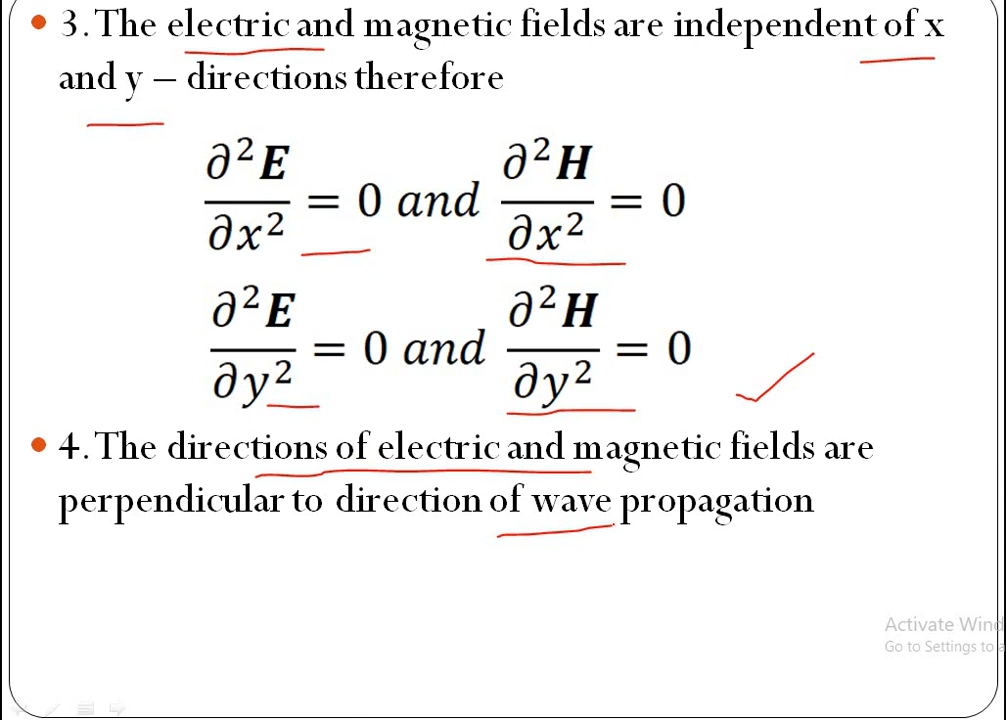 3. The electric and magnetic fields are independent of x
and y – directions therefore
∂²E/∂x² = 0 and ∂²H/∂x² = 0
∂²E/∂y² = 0 and ∂²H/∂y² = 0
4. The directions of electric and magnetic fields are
perpendicular to direction of wave propagation
Activate Wind
Go to Settings to a